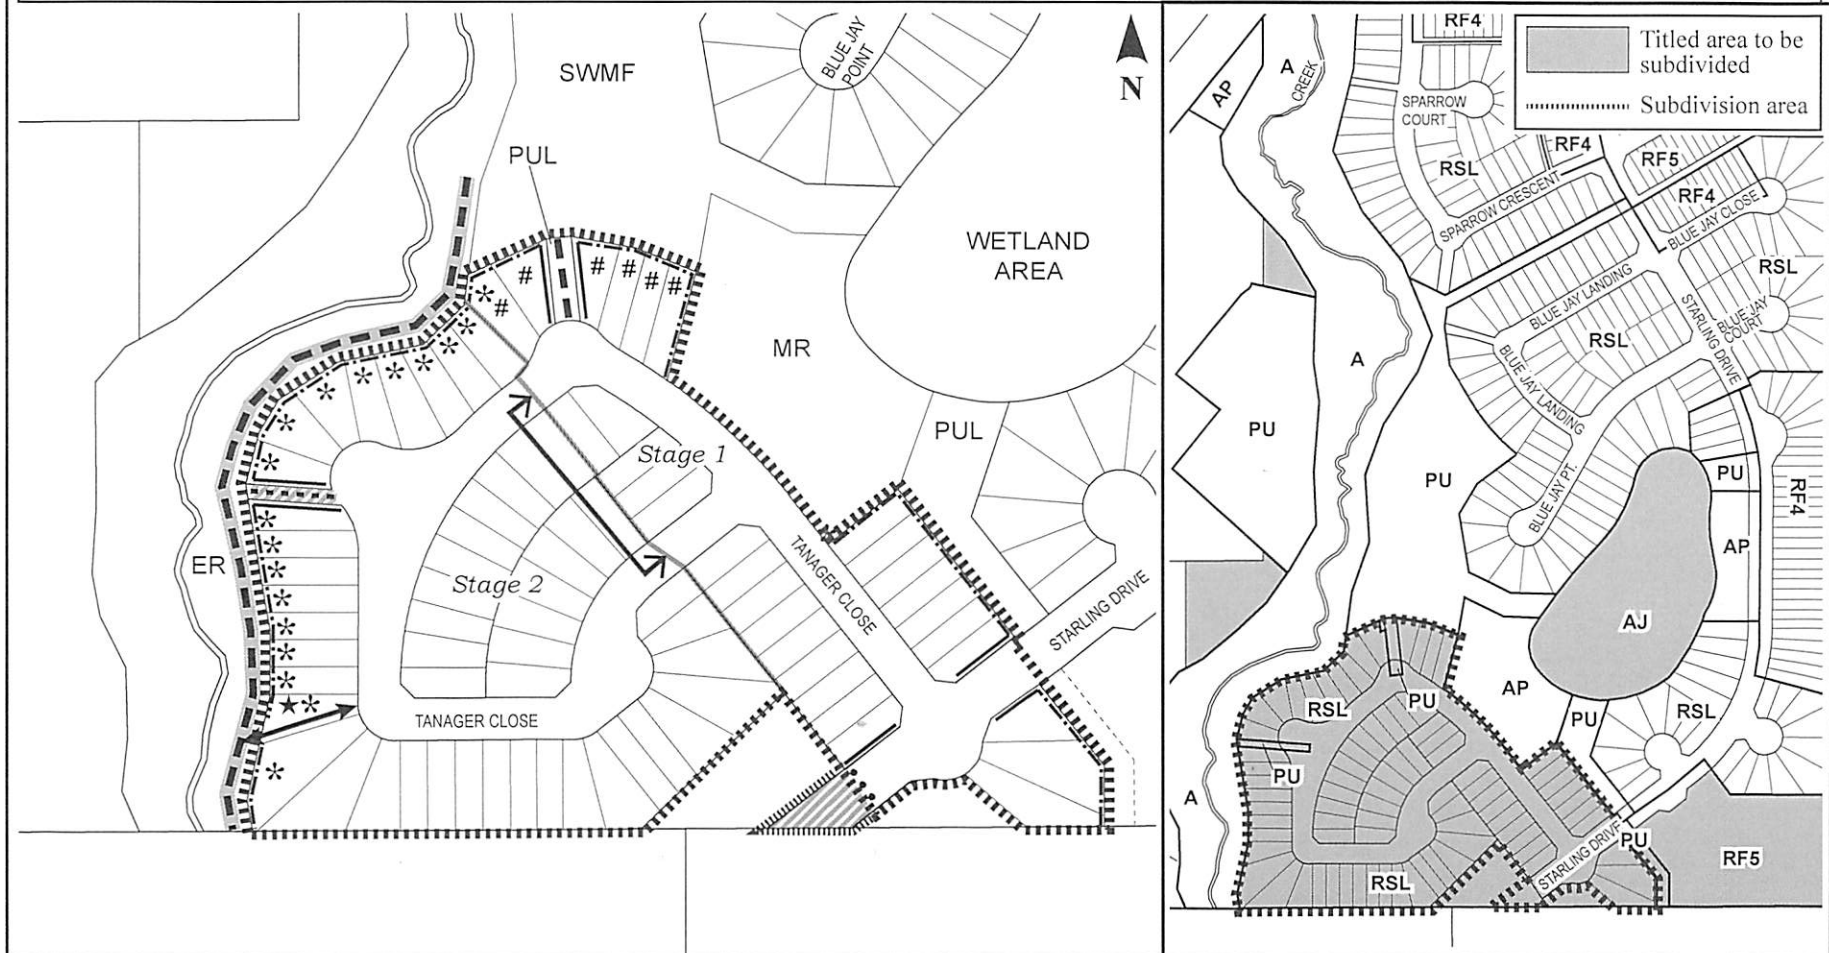 BLUE JAY
POINT
SWMF
N
PUL
WETLAND
AREA
MR
PUL
Stage 1
Stage 2
ER
TANAGER CLOSE
STARLING DRIVE
TANAGER CLOSE
# # # # # #
#
* * * * * * * * * * * * * * * * *
★*
RF4
Titled area to be
subdivided
Subdivision area
A
CREEK
AP
SPARROW
COURT
RF4
RSL
RF5
RF4
SPARROW CRESCENT
BLUE JAY CLOSE
RSL
BLUE JAY LANDING
STARLING DRIVE
BLUE JAY
COURT
RSL
A
BLUE JAY LANDING
PU
PU
PU
RF4
BLUE JAY PT.
AP
AJ
AP
RSL
PU
PU
RSL
PU
A
STARLING DRIVE
PU
RF5
RSL